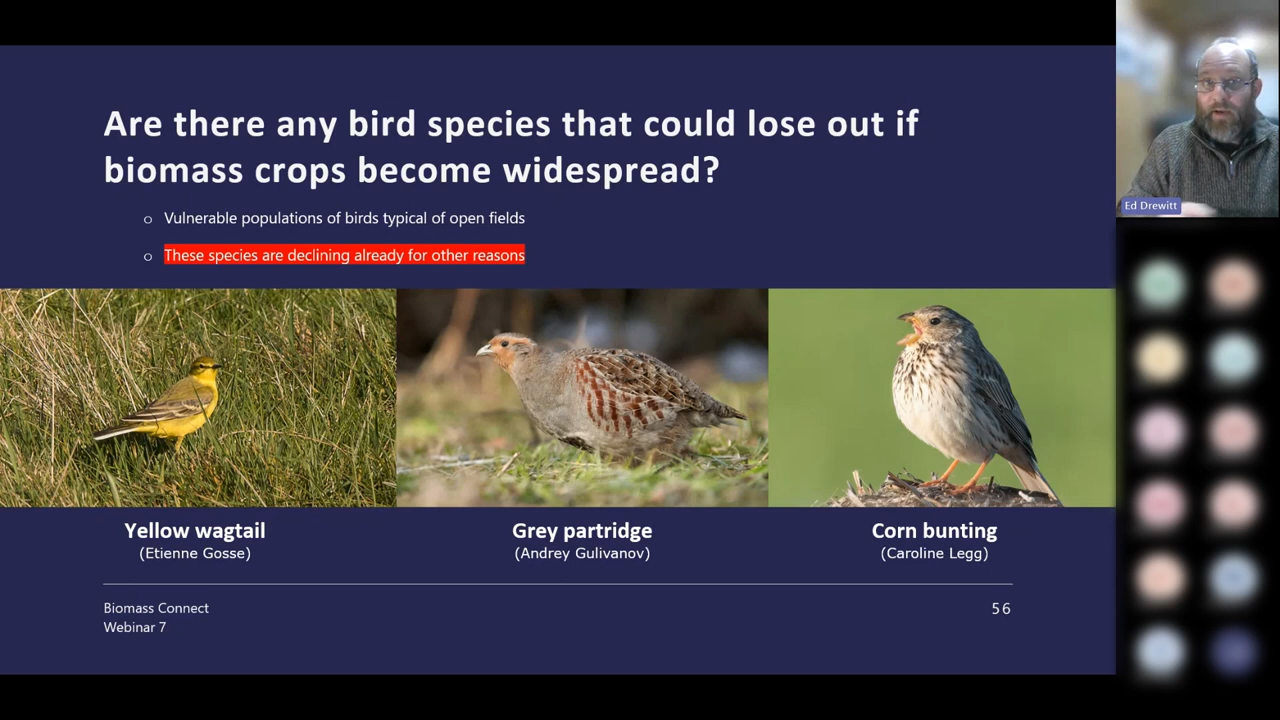 Are there any bird species that could lose out if
biomass crops become widespread?
o Vulnerable populations of birds typical of open fields
o These species are declining already for other reasons
Yellow wagtail
(Etienne Gosse)
Grey partridge
(Andrey Gulivanov)
Corn bunting
(Caroline Legg)
Biomass Connect
Webinar 7
56
Ed Drewitt